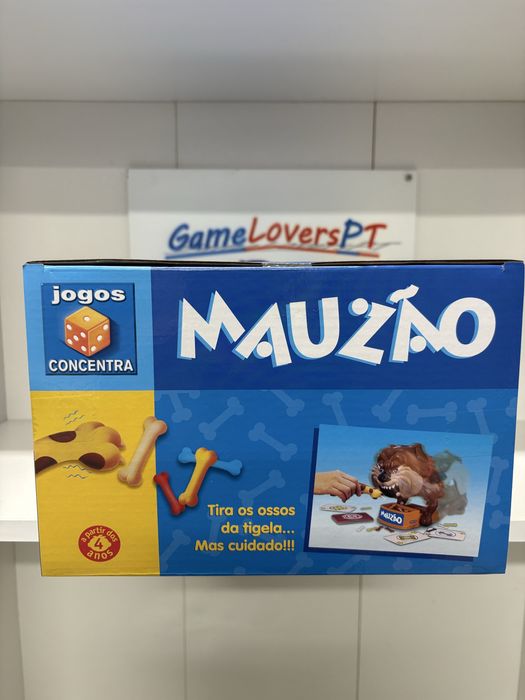 GameLoversPT
jogos
CONCENTRA
MAUZÃO
Tira os ossos
da tigela...
Mas cuidado!!!
MAUZÃO
a partir dos
4
anos